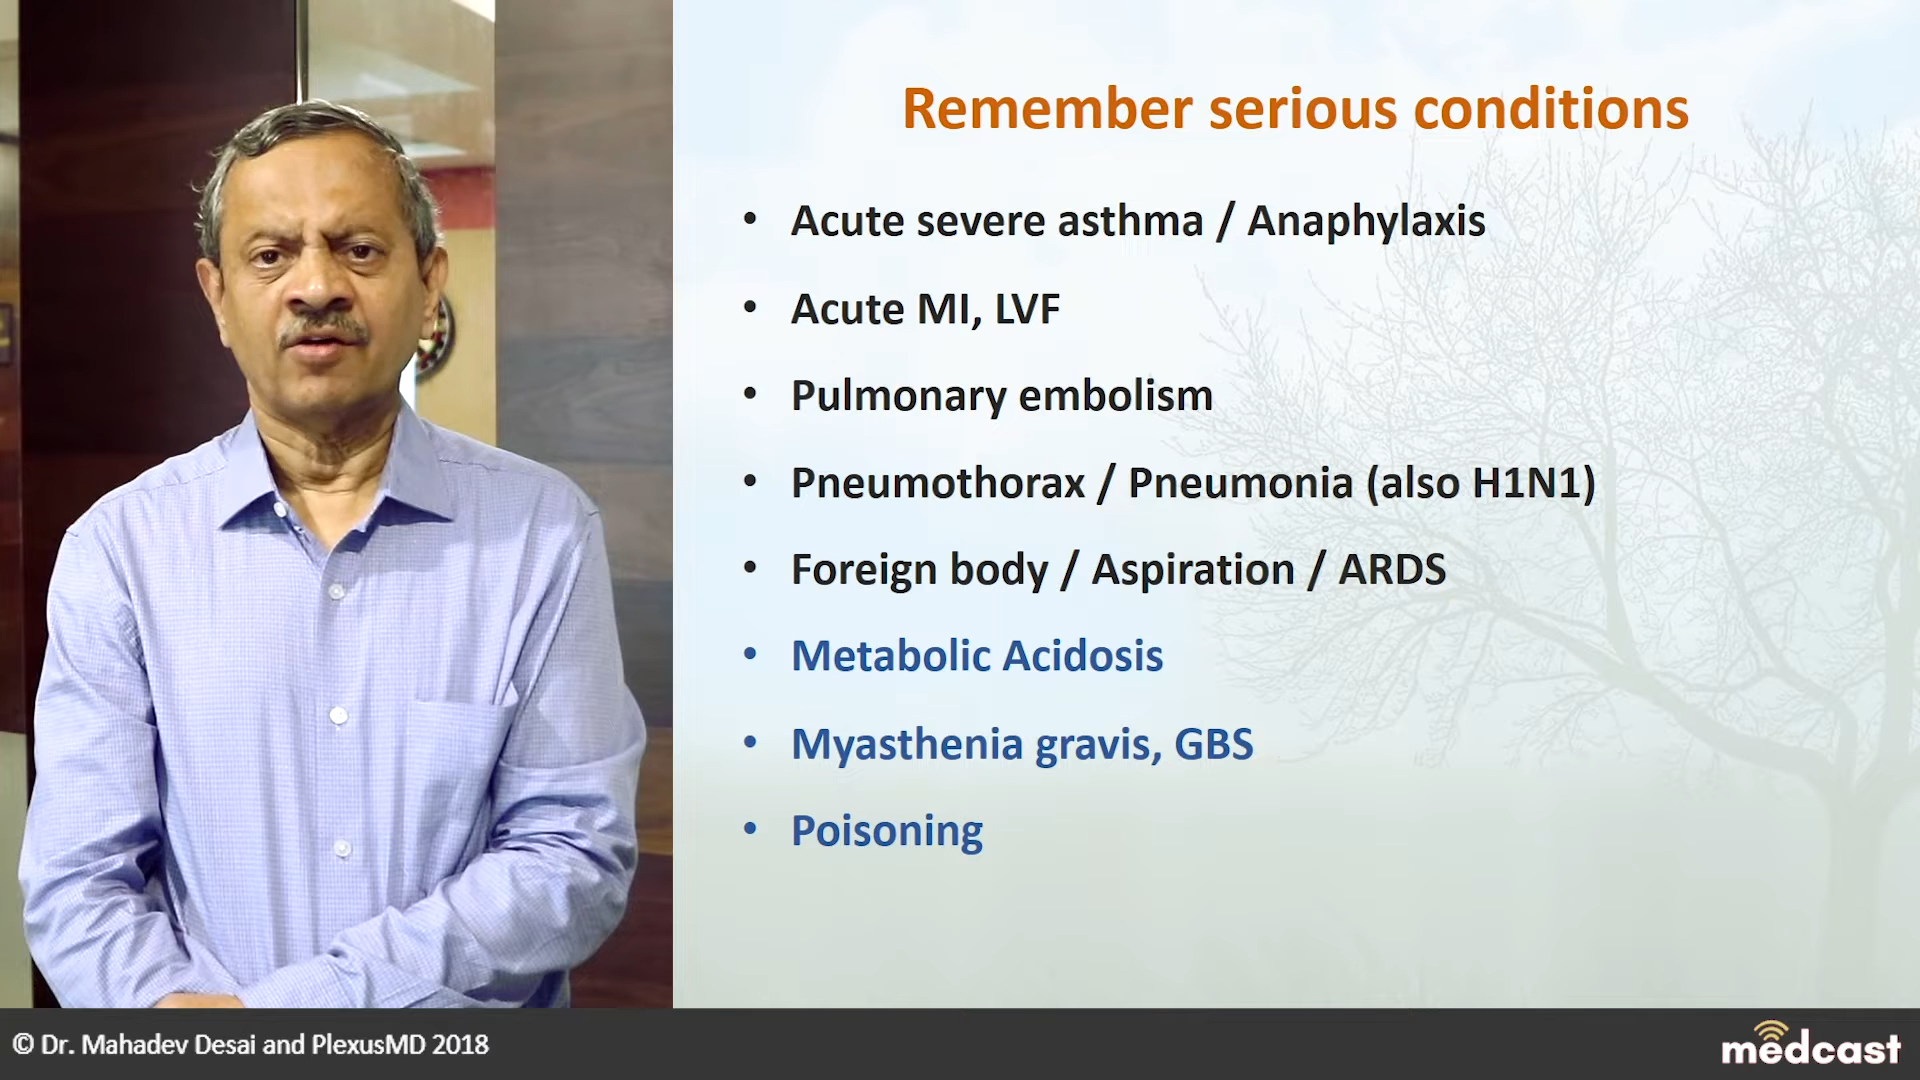 Remember serious conditions
• Acute severe asthma / Anaphylaxis
• Acute MI, LVF
• Pulmonary embolism
• Pneumothorax / Pneumonia (also H1N1)
• Foreign body / Aspiration / ARDS
• Metabolic Acidosis
• Myasthenia gravis, GBS
• Poisoning
© Dr. Mahadev Desai and PlexusMD 2018
medcast